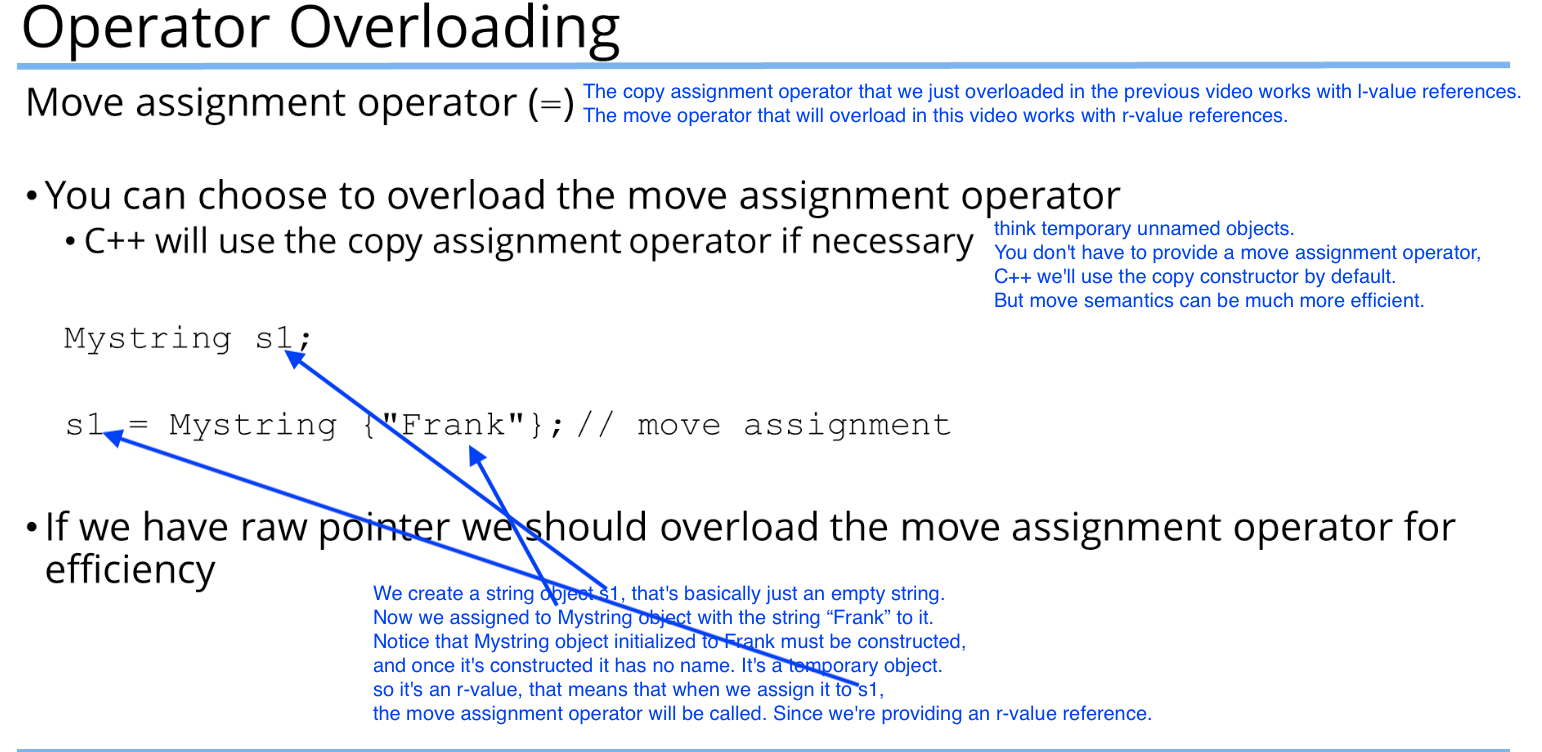 Operator Overloading
Move assignment operator (=)
The copy assignment operator that we just overloaded in the previous video works with l-value references.
The move operator that will overload in this video works with r-value references.
• You can choose to overload the move assignment operator
• C++ will use the copy assignment operator if necessary
think temporary unnamed objects.
You don't have to provide a move assignment operator,
C++ we'll use the copy constructor by default.
But move semantics can be much more efficient.
Mystring s1;
s1 = Mystring {"Frank"}; // move assignment
• If we have raw pointer we should overload the move assignment operator for
efficiency
We create a string object s1, that's basically just an empty string.
Now we assigned to Mystring object with the string “Frank” to it.
Notice that Mystring object initialized to Frank must be constructed,
and once it's constructed it has no name. It's a temporary object.
so it's an r-value, that means that when we assign it to s1,
the move assignment operator will be called. Since we're providing an r-value reference.